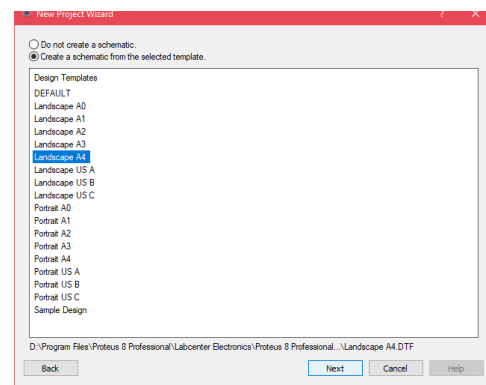 New Project Wizard
?
Do not create a schematic.
Create a schematic from the selected template.
Design Templates
DEFAULT
Landscape A0
Landscape A1
Landscape A2
Landscape A3
Landscape A4
Landscape US A
Landscape US B
Landscape US C
Portrait A0
Portrait A1
Portrait A2
Portrait A3
Portrait A4
Portrait US A
Portrait US B
Portrait US C
Sample Design
D:\Program Files\Proteus 8 Professional\Labcenter Electronics\Proteus 8 Professional...\Landscape A4.DTF
Back Next Cancel Help